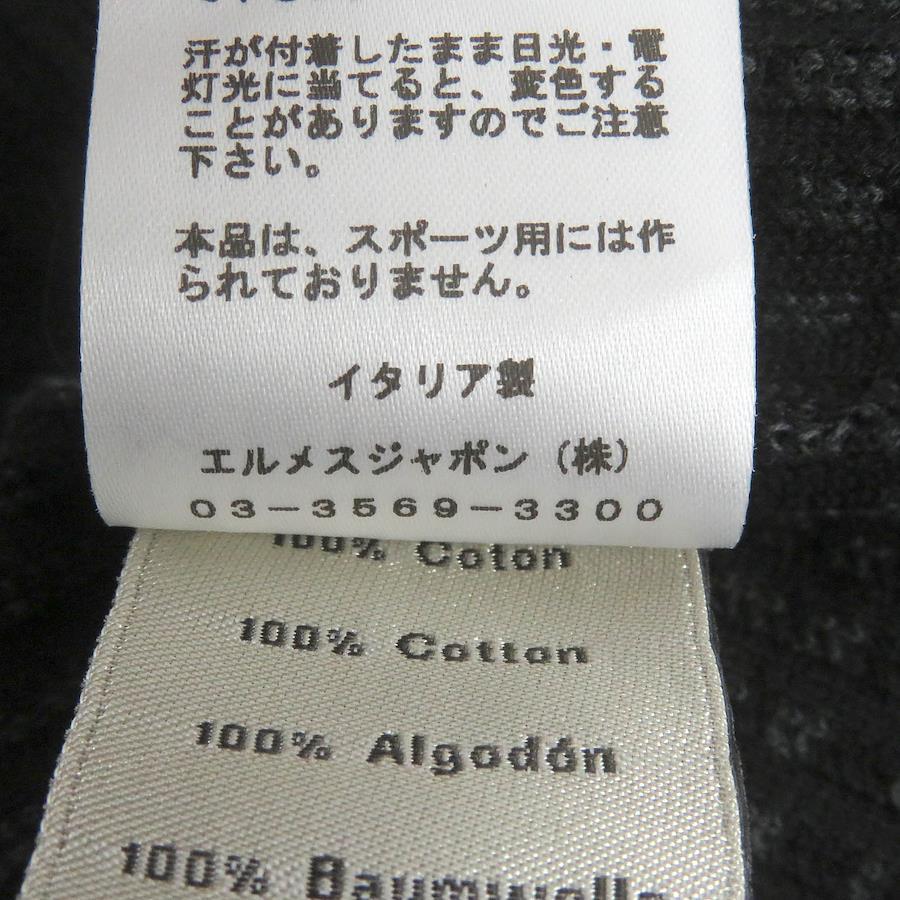 汗が付着したまま日光・電
灯光に当てると、変色する
ことがありますのでご注意
下さい。
本品は、スポーツ用には作
られておりません。
イタリア製
エルメスジャポン（株）
03－3569－3300
100% Coton
100% Cotton
100% Algodón
100% Baumwolle